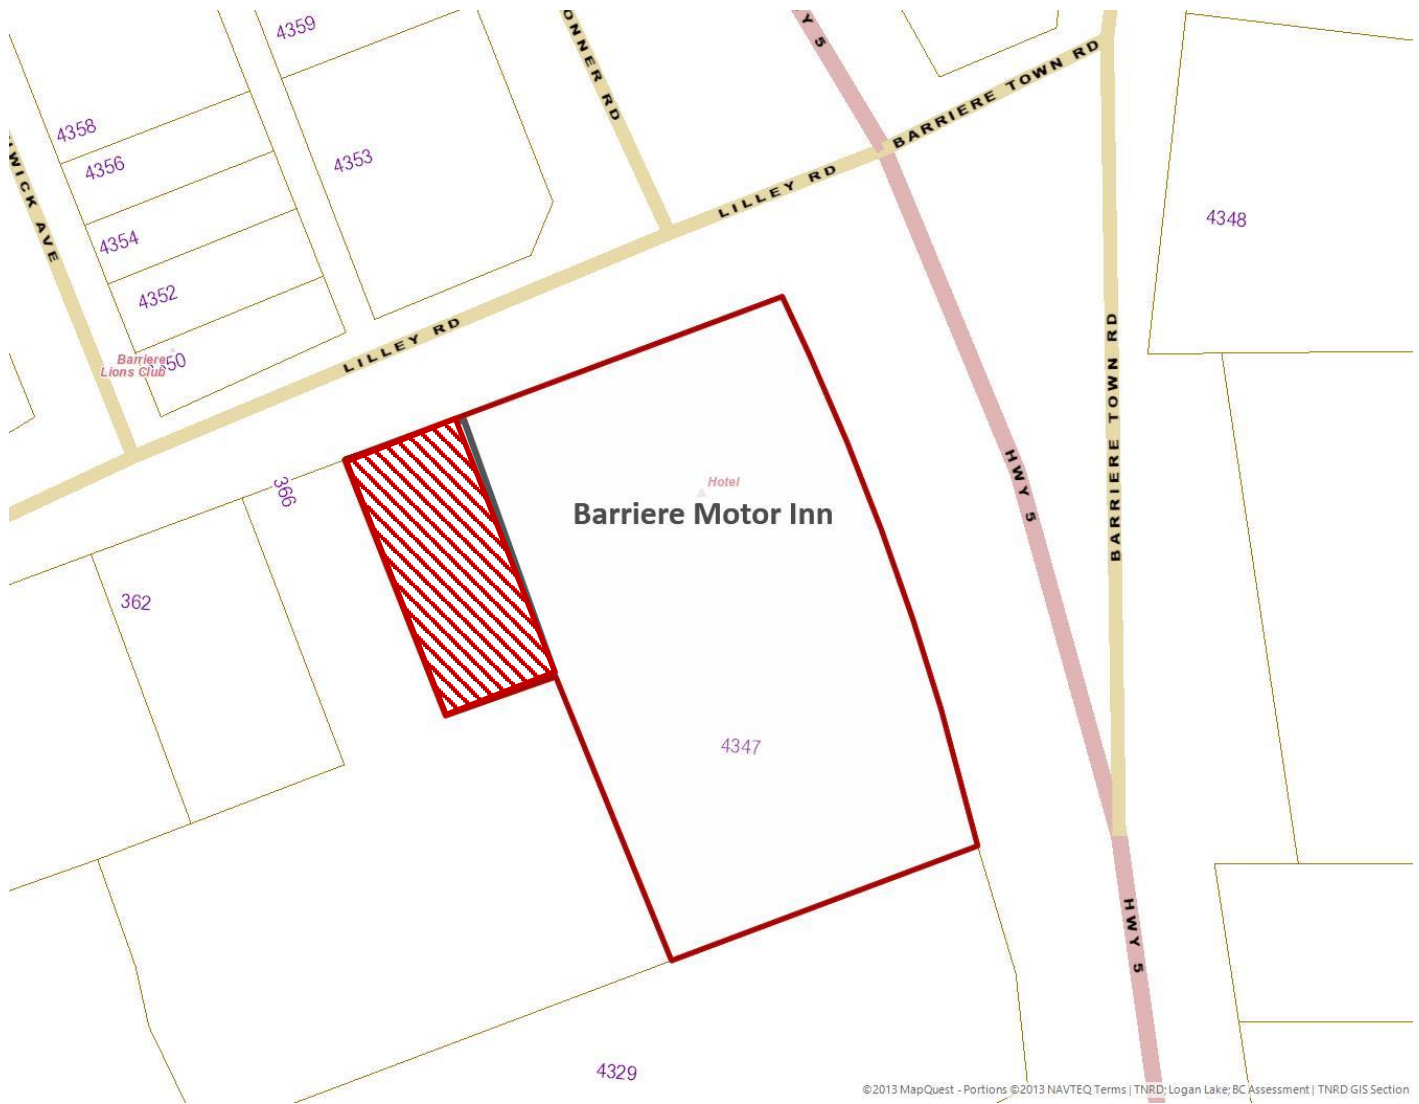 4359
Y 5
ONNER RD
BARRIERE TOWN RD
4358
4356
4353
WICK AVE
LILLEY RD
4348
4354
4352
Barriere
Lions Club
50
LILLEY RD
BARRIERE TOWN RD
HWY 5
366
Hotel
Barriere Motor Inn
362
4347
HWY 5
4329
©2013 MapQuest - Portions ©2013 NAVTEQ Terms | TNRD; Logan Lake; BC Assessment | TNRD GIS Section